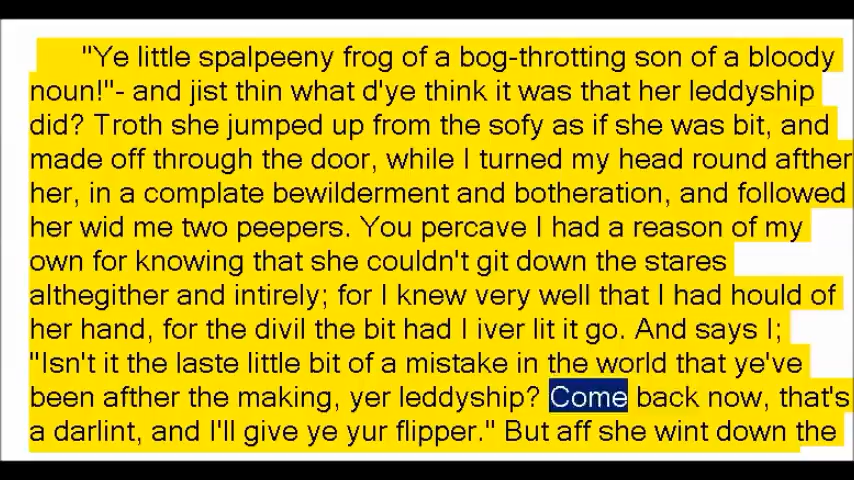 "Ye little spalpeeny frog of a bog-throtting son of a bloody
noun!"- and jist thin what d'ye think it was that her leddyship
did? Troth she jumped up from the sofy as if she was bit, and
made off through the door, while I turned my head round afther
her, in a complate bewilderment and botheration, and followed
her wid me two peepers. You percave I had a reason of my
own for knowing that she couldn't git down the stares
althegither and intirely; for I knew very well that I had hould of
her hand, for the divil the bit had I iver lit it go. And says I;
"Isn't it the laste little bit of a mistake in the world that ye've
been afther the making, yer leddyship? Come back now, that's
a darlint, and I'll give ye yur flipper." But aff she wint down the